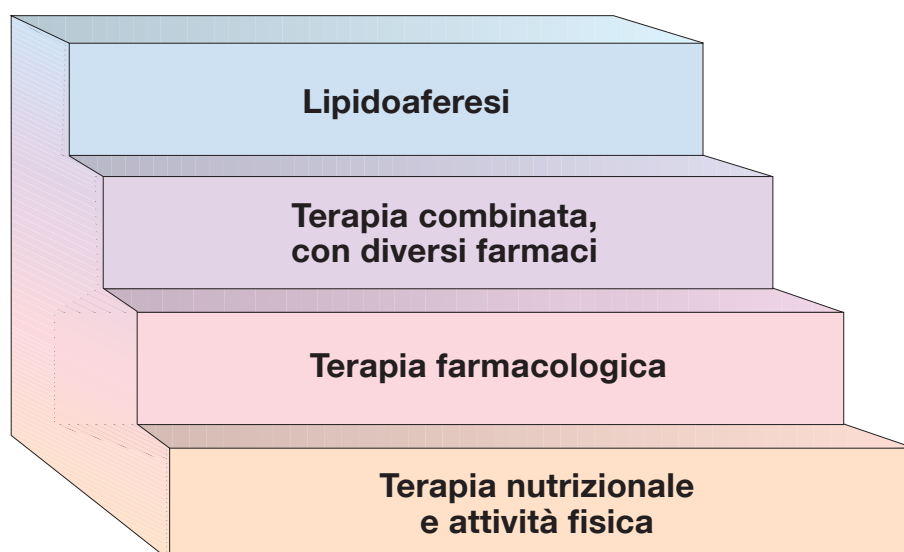 Lipidoaferesi
Terapia combinata,
con diversi farmaci
Terapia farmacologica
Terapia nutrizionale
e attività fisica